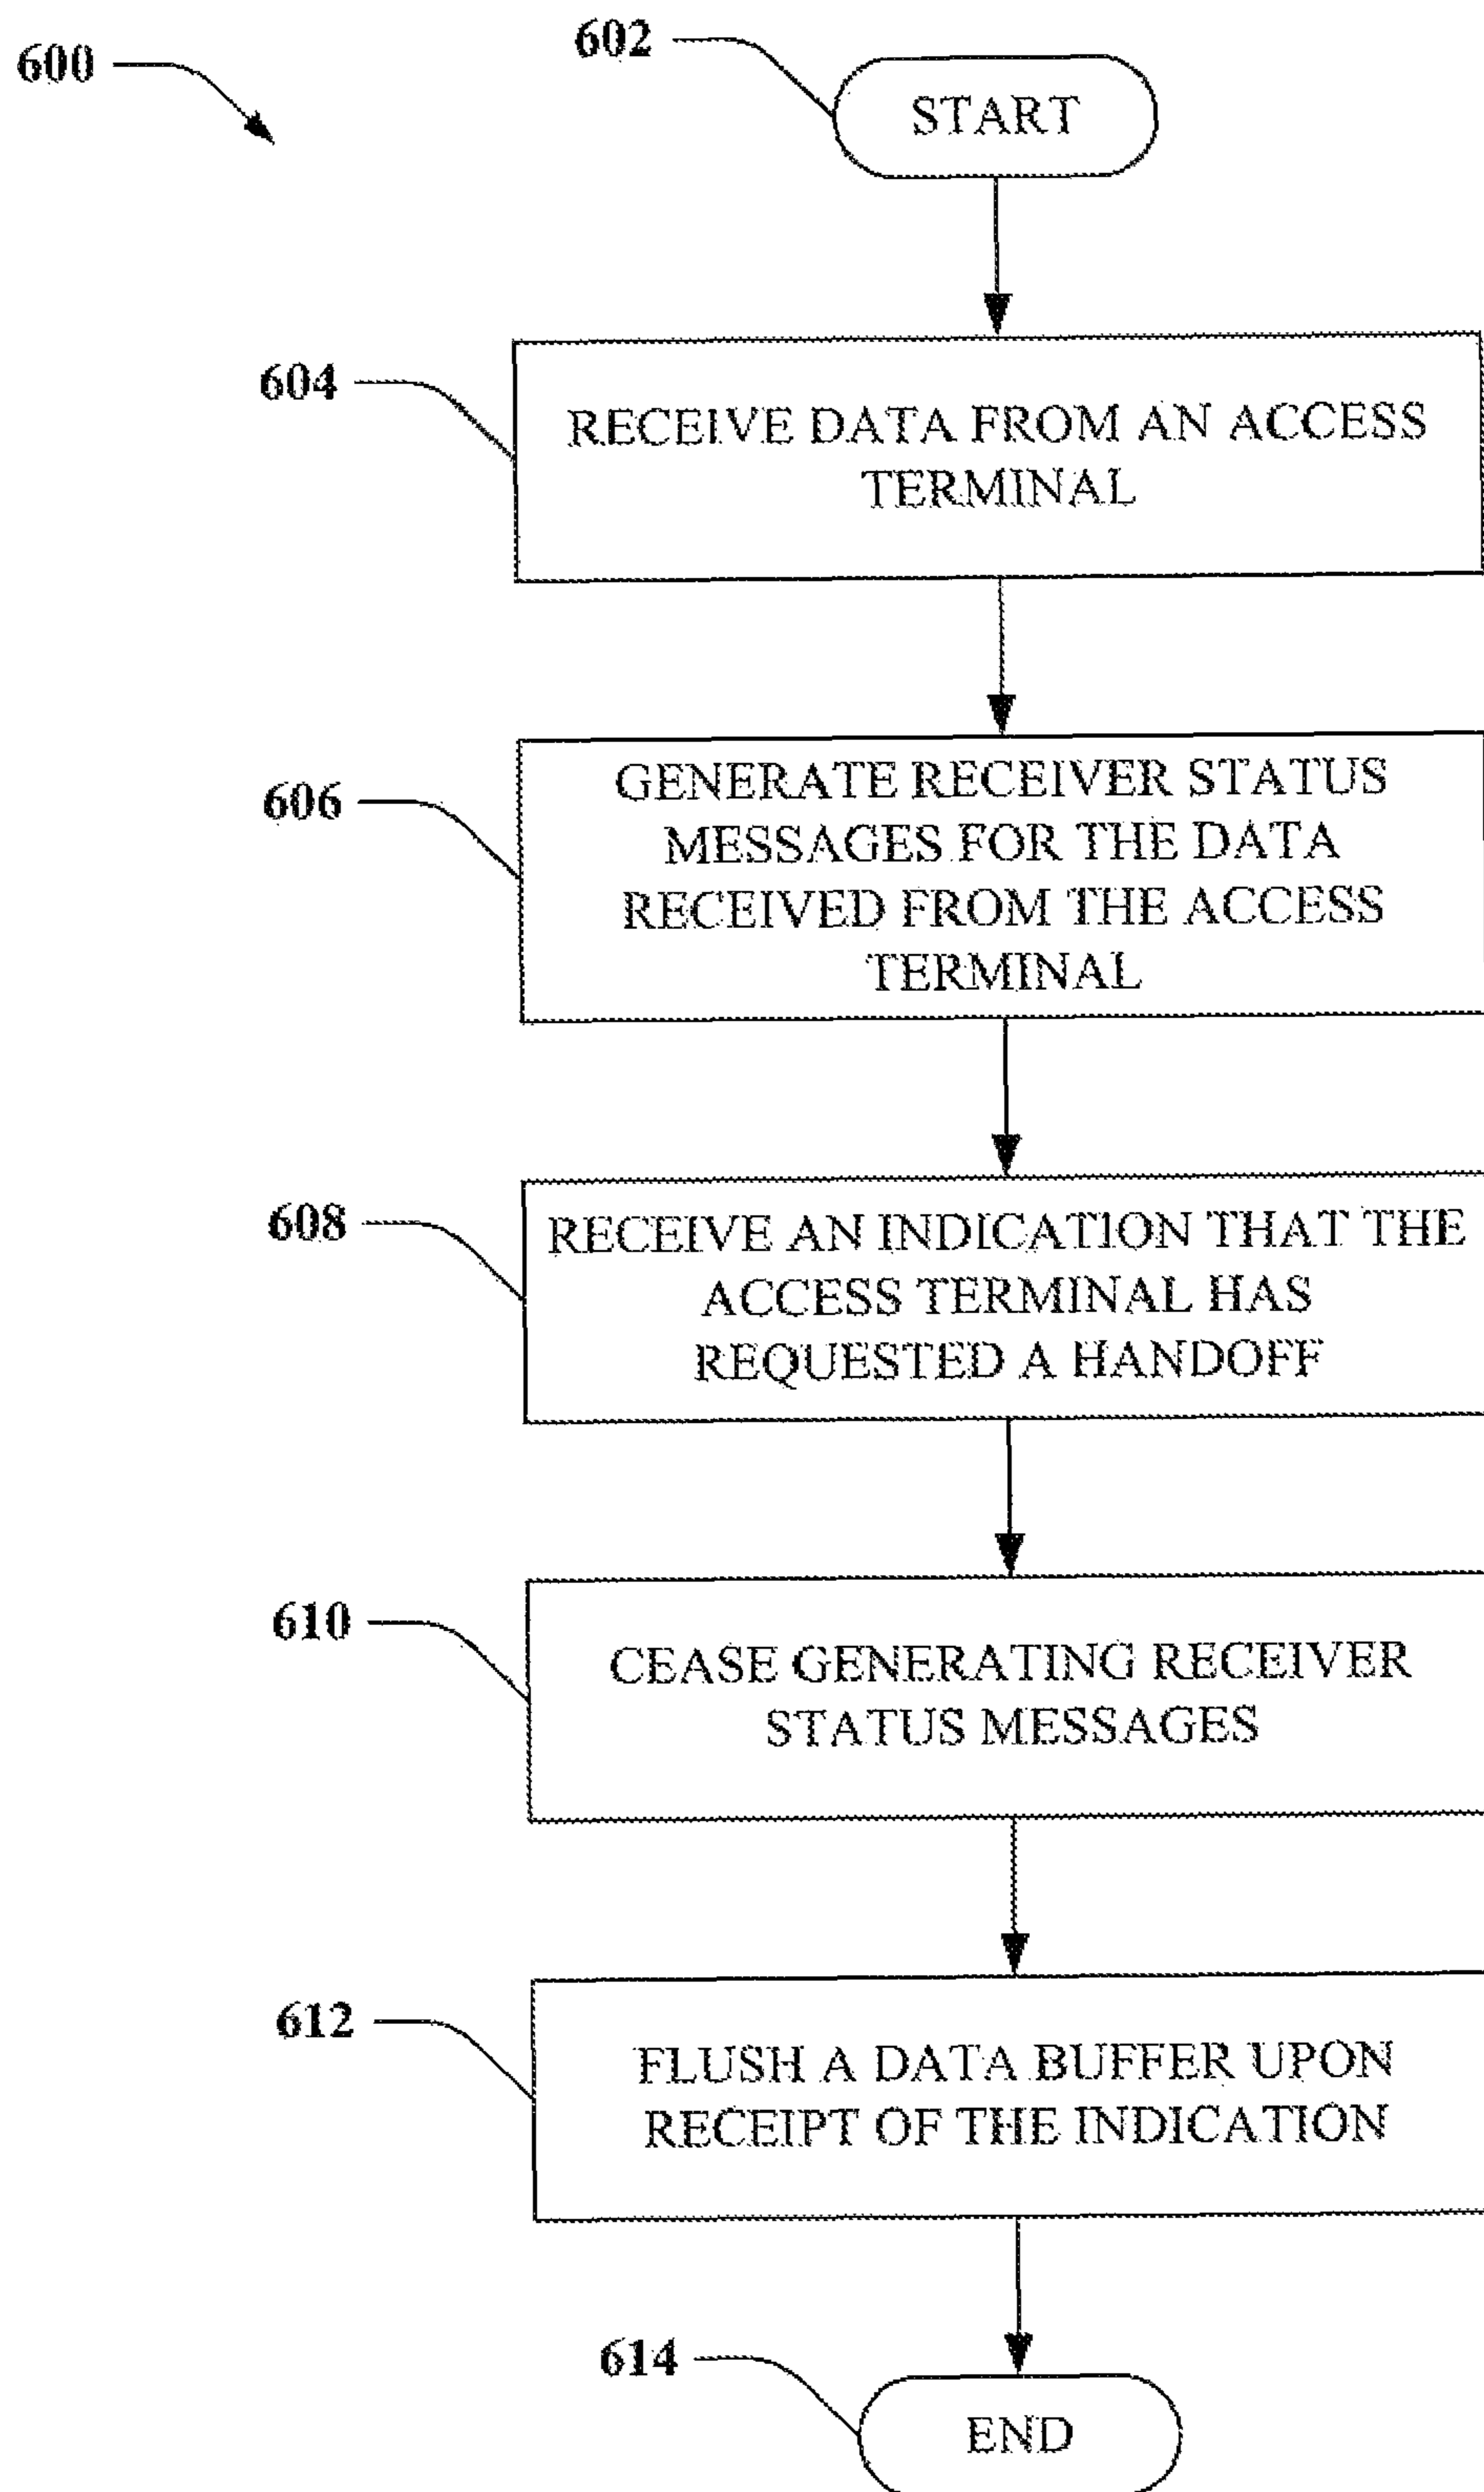 600
602
START
604
RECEIVE DATA FROM AN ACCESS
TERMINAL
606
GENERATE RECEIVER STATUS
MESSAGES FOR THE DATA
RECEIVED FROM THE ACCESS
TERMINAL
608
RECEIVE AN INDICATION THAT THE
ACCESS TERMINAL HAS
REQUESTED A HANDOFF
610
CEASE GENERATING RECEIVER
STATUS MESSAGES
612
FLUSH A DATA BUFFER UPON
RECEIPT OF THE INDICATION
614
END